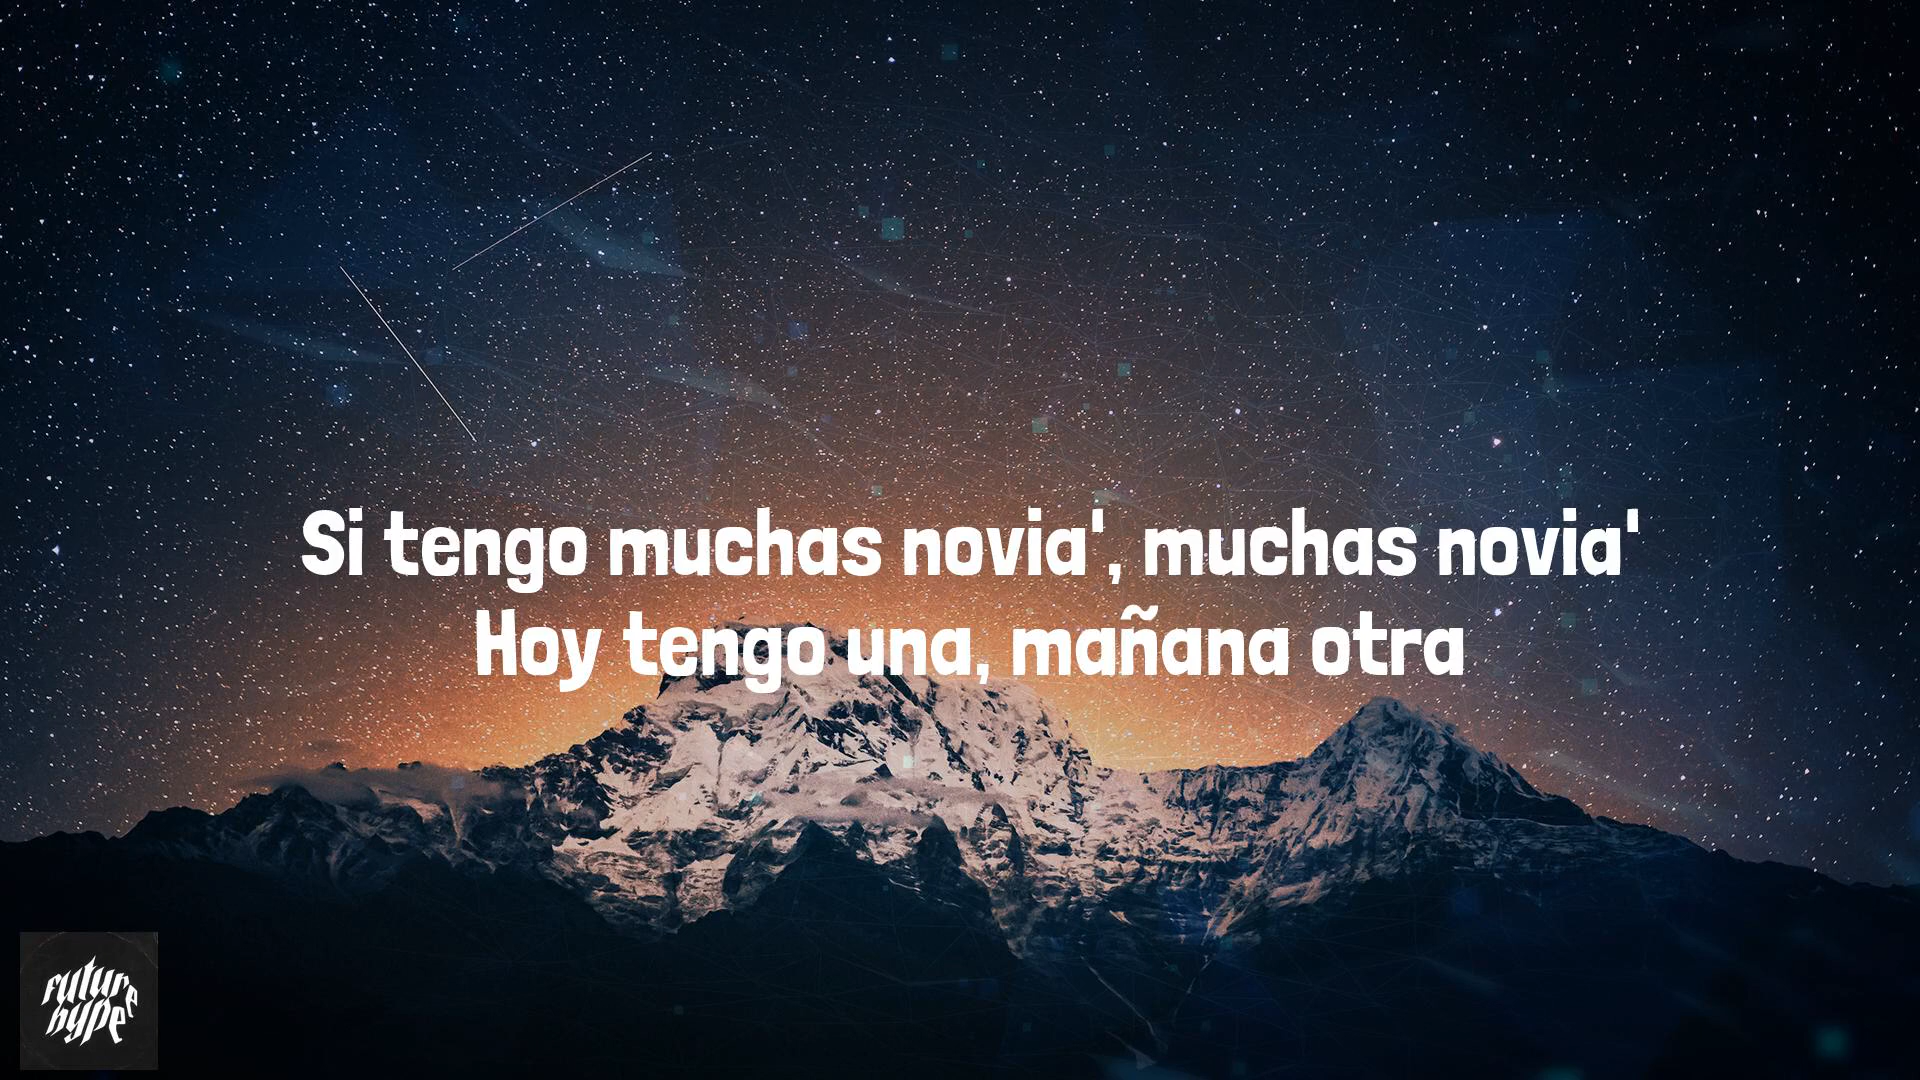 Si tengo muchas novia', muchas novia'
Hoy tengo una, mañana otra
future
hype